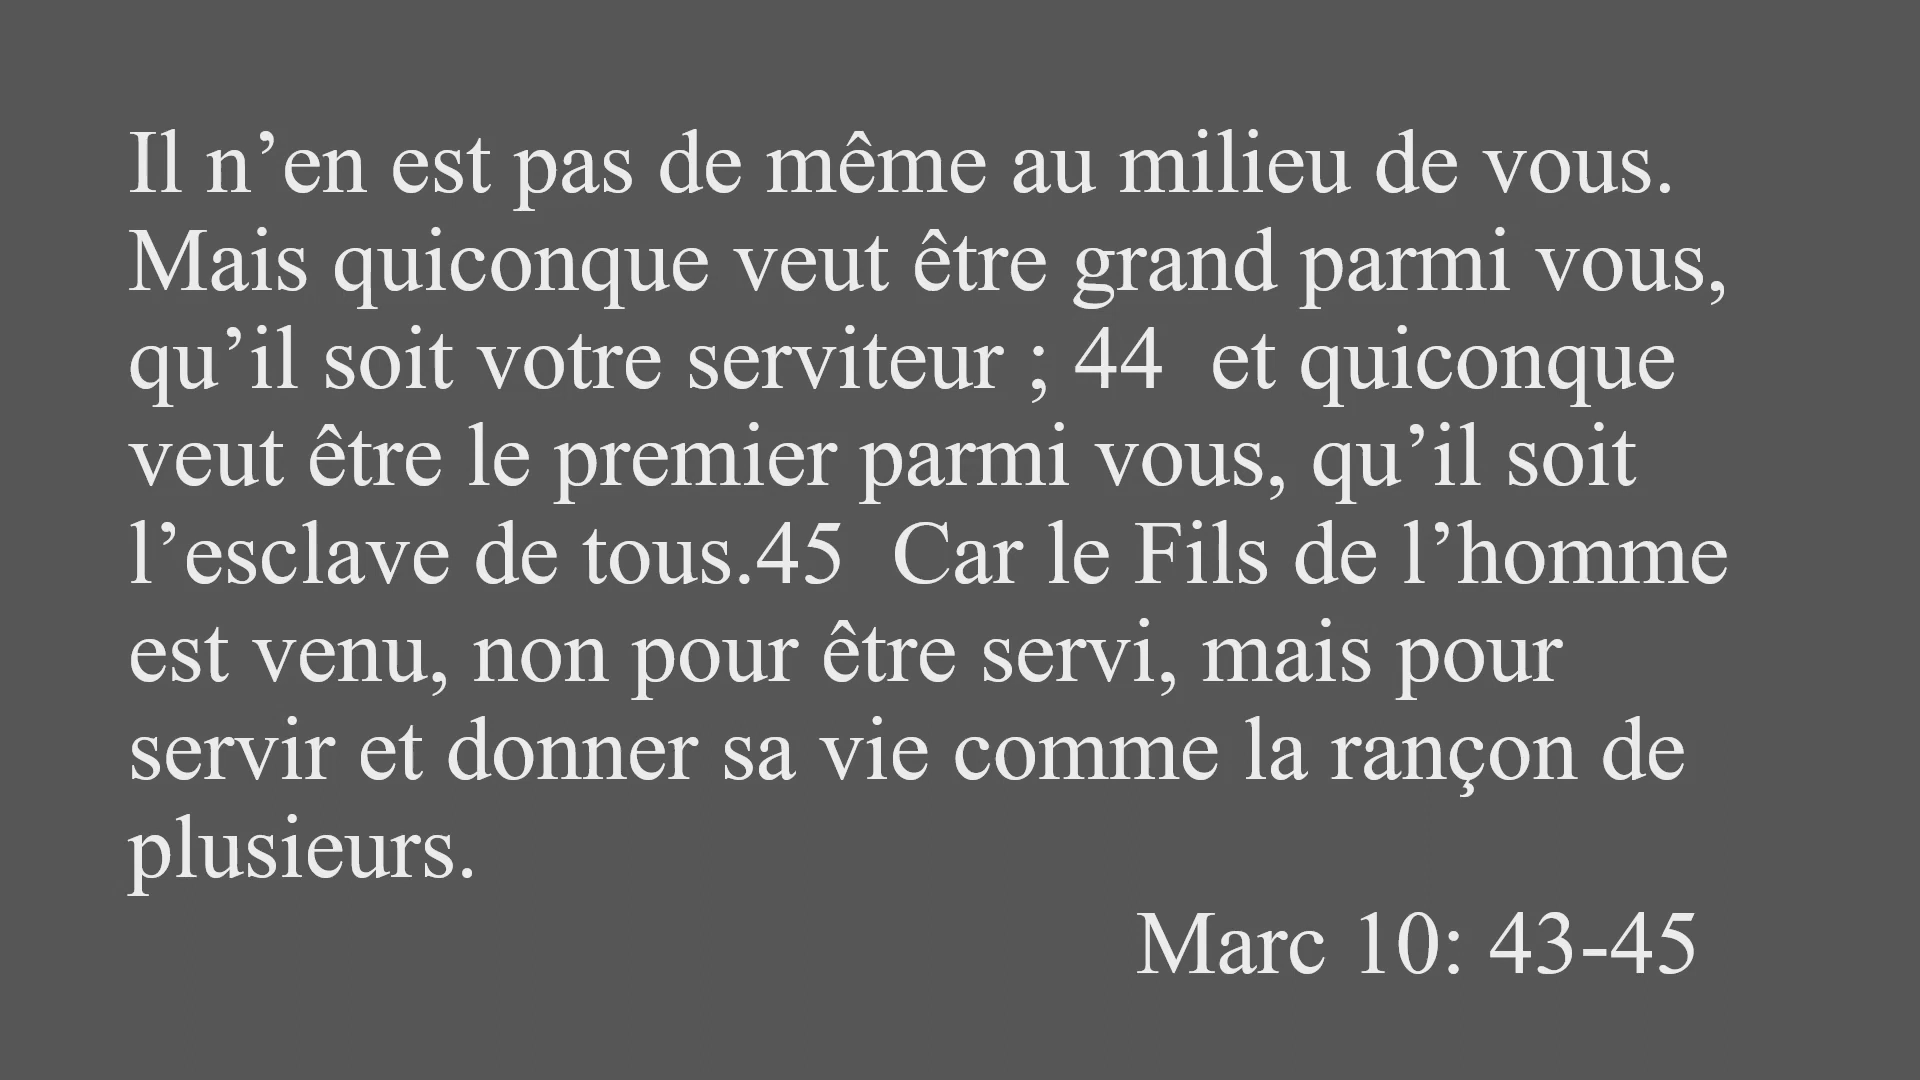 Il n’en est pas de même au milieu de vous.
Mais quiconque veut être grand parmi vous,
qu’il soit votre serviteur ; 44  et quiconque
veut être le premier parmi vous, qu’il soit
l’esclave de tous.45  Car le Fils de l’homme
est venu, non pour être servi, mais pour
servir et donner sa vie comme la rançon de
plusieurs.
Marc 10: 43-45